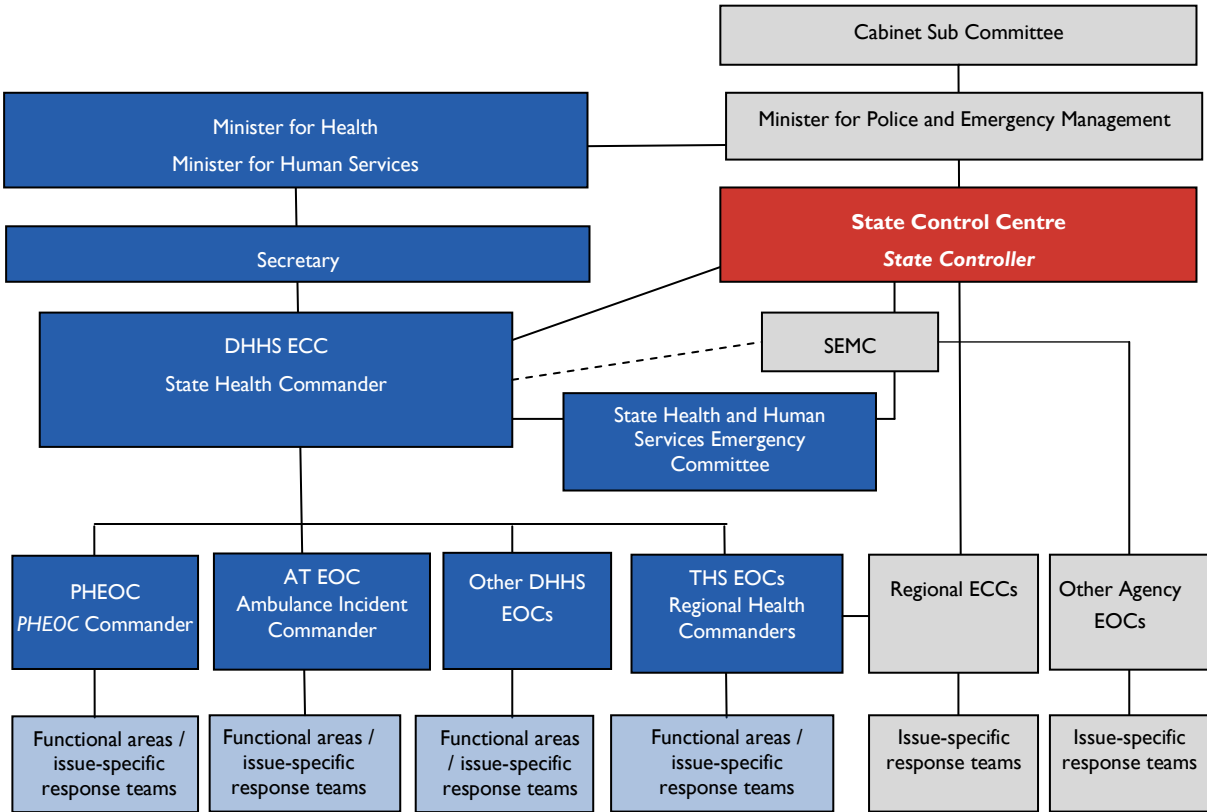 Cabinet Sub Committee
Minister for Health
Minister for Human Services
Minister for Police and Emergency Management
State Control Centre
State Controller
Secretary
DHHS ECC
State Health Commander
SEMC
State Health and Human
Services Emergency
Committee
PHEOC
PHEOC Commander
AT EOC
Ambulance Incident
Commander
Other DHHS
EOCs
THS EOCs
Regional Health
Commanders
Regional ECCs
Other Agency
EOCs
Functional areas /
issue-specific
response teams
Functional areas /
issue-specific
response teams
Functional areas
/ issue-specific
response teams
Functional areas /
issue-specific
response teams
Issue-specific
response teams
Issue-specific
response teams